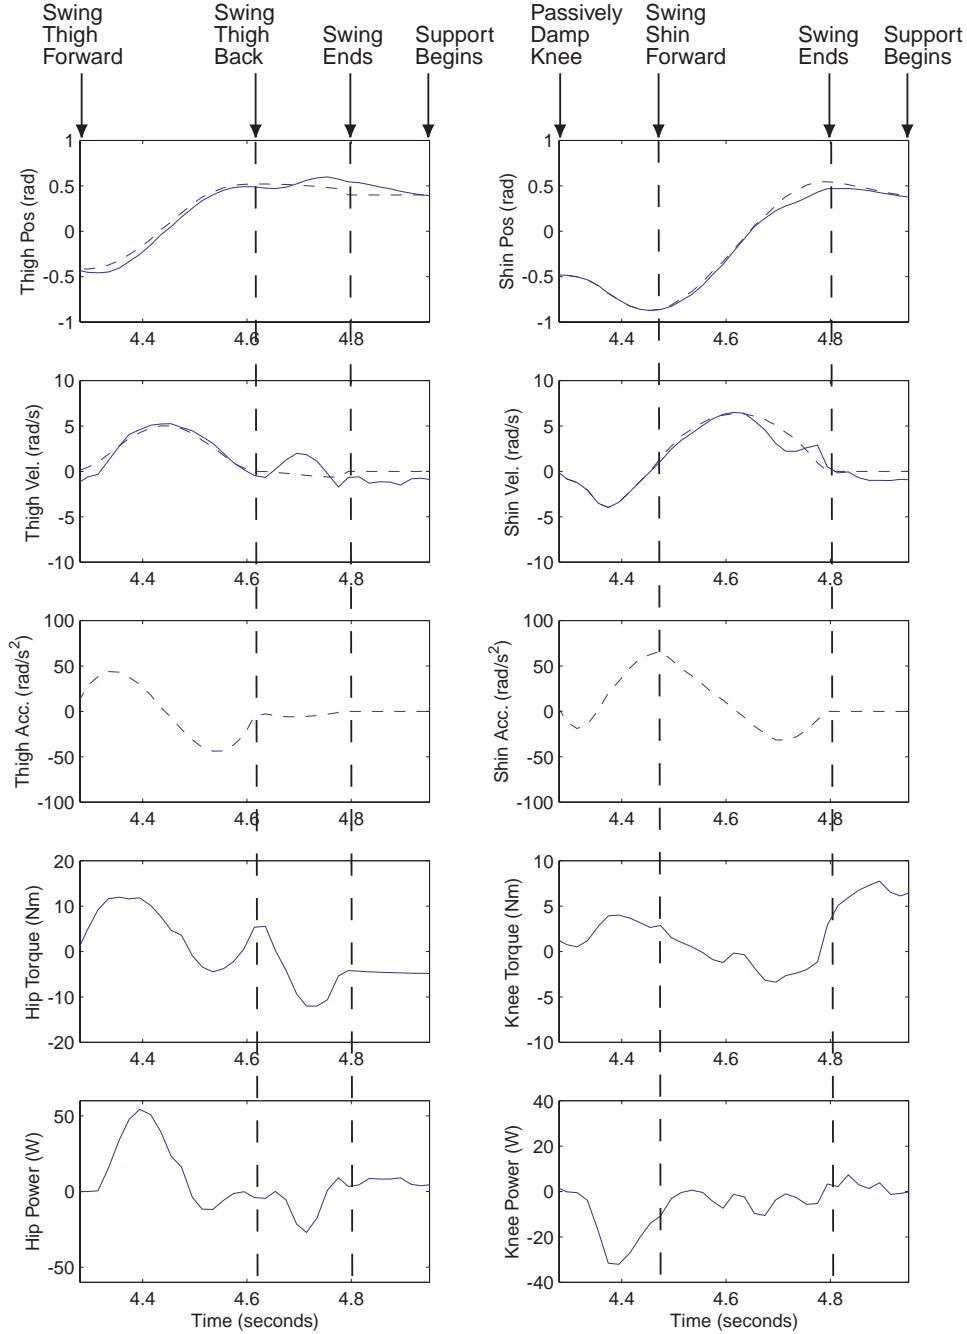 Swing
Thigh
Forward
Swing
Thigh
Back
Swing
Ends
Support
Begins
Passively
Damp
Knee
Swing
Shin
Forward
Swing
Ends
Support
Begins
Thigh Pos (rad)
1
0.5
0
-0.5
-1
4.4
4.6
4.8
Shin Pos (rad)
1
0.5
0
-0.5
-1
4.4
4.6
4.8
Thigh Vel. (rad/s)
10
5
0
-5
-10
4.4
4.6
4.8
Shin Vel. (rad/s)
10
5
0
-5
-10
4.4
4.6
4.8
Thigh Acc. (rad/s²)
100
50
0
-50
-100
4.4
4.6
4.8
Shin Acc. (rad/s²)
100
50
0
-50
-100
4.4
4.6
4.8
Hip Torque (Nm)
20
10
0
-10
-20
4.4
4.6
4.8
Knee Torque (Nm)
10
5
0
-5
-10
4.4
4.6
4.8
Hip Power (W)
50
0
-50
4.4
4.6
4.8
Time (seconds)
Knee Power (W)
40
20
0
-20
-40
4.4
4.6
4.8
Time (seconds)